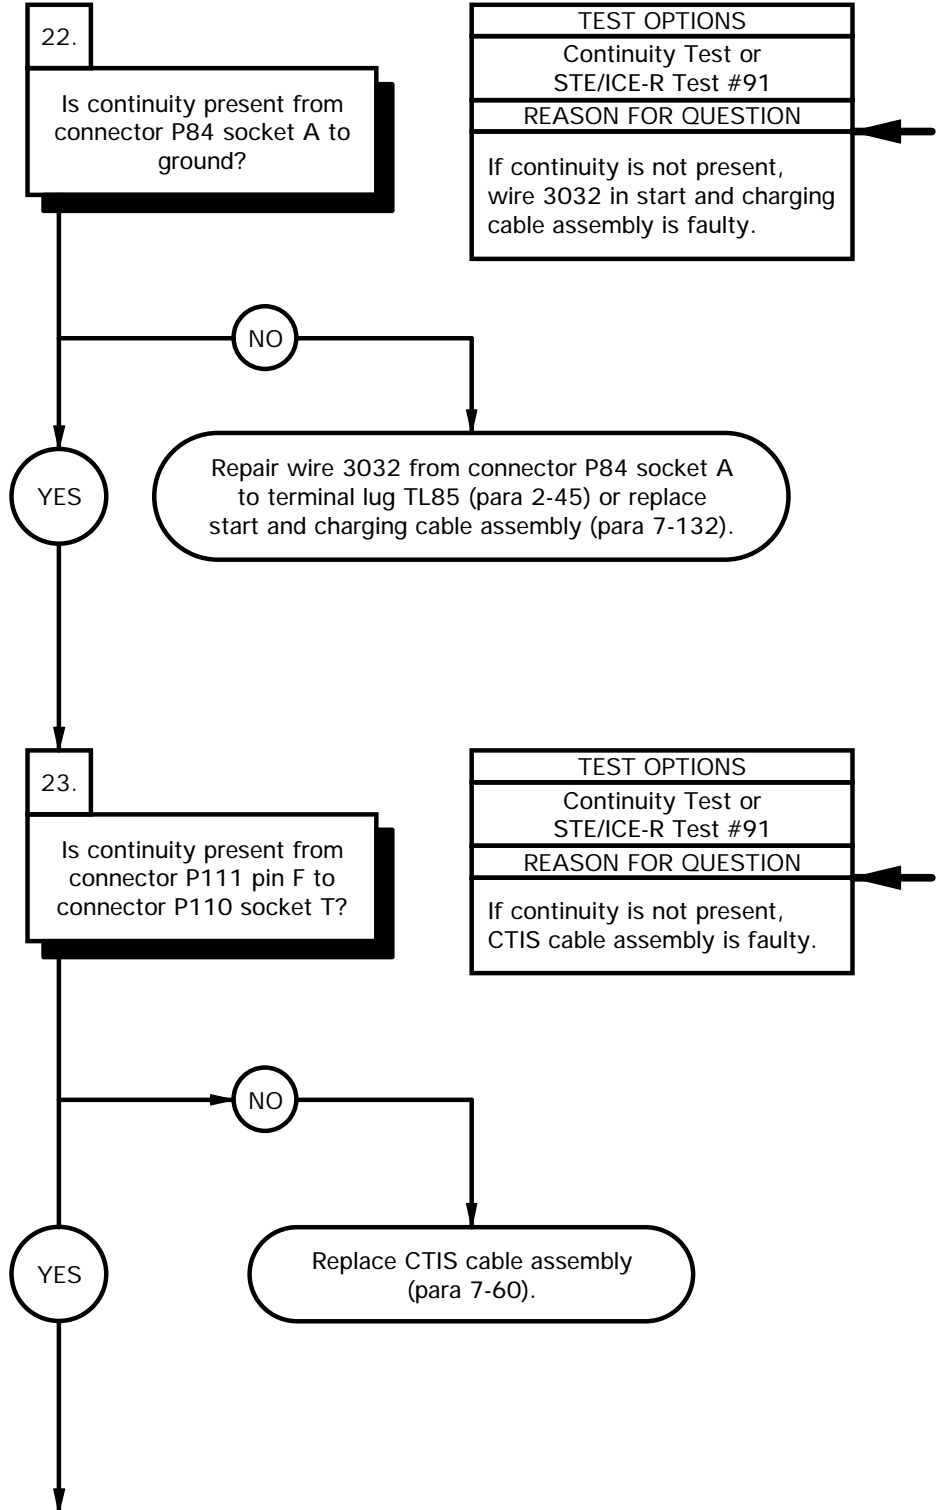 22.
Is continuity present from
connector P84 socket A to
ground?
TEST OPTIONS
Continuity Test or
STE/ICE-R Test #91
REASON FOR QUESTION
If continuity is not present,
wire 3032 in start and charging
cable assembly is faulty.
NO
YES
Repair wire 3032 from connector P84 socket A
to terminal lug TL85 (para 2-45) or replace
start and charging cable assembly (para 7-132).
23.
Is continuity present from
connector P111 pin F to
connector P110 socket T?
TEST OPTIONS
Continuity Test or
STE/ICE-R Test #91
REASON FOR QUESTION
If continuity is not present,
CTIS cable assembly is faulty.
NO
YES
Replace CTIS cable assembly
(para 7-60).